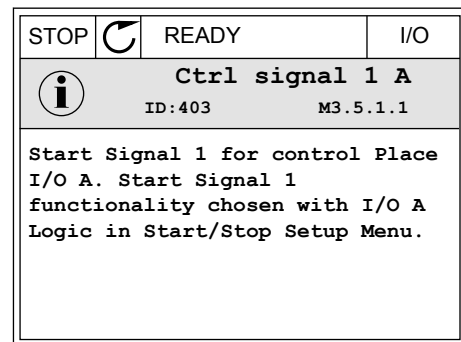 STOP READY I/O
Ctrl signal 1 A
ID:403 M3.5.1.1
Start Signal 1 for control Place
I/O A. Start Signal 1
functionality chosen with I/O A
Logic in Start/Stop Setup Menu.